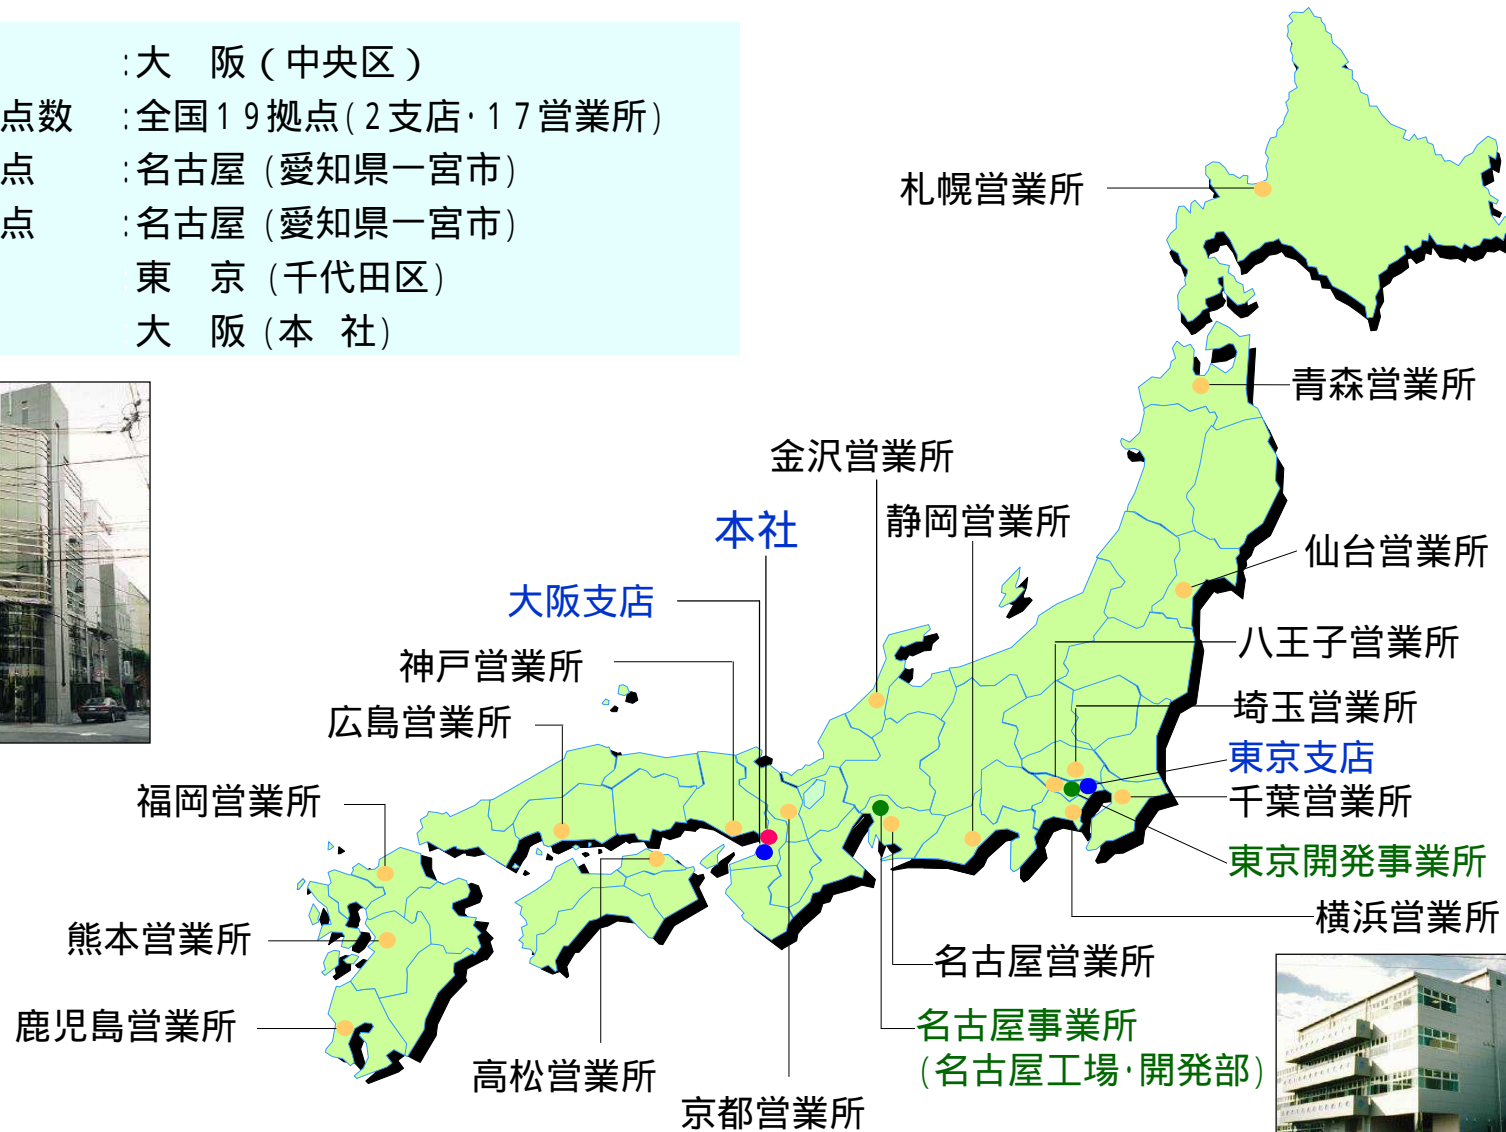 :大　阪（中央区）
点数　:全国19拠点(2支店・17営業所)
点　:名古屋 (愛知県一宮市)
点　:名古屋 (愛知県一宮市)
東　京 (千代田区)
大　阪 (本 社)
札幌営業所
青森営業所
金沢営業所
静岡営業所
本社
仙台営業所
大阪支店
八王子営業所
神戸営業所
埼玉営業所
広島営業所
東京支店
福岡営業所
千葉営業所
東京開発事業所
横浜営業所
熊本営業所
名古屋営業所
鹿児島営業所
名古屋事業所
(名古屋工場・開発部)
高松営業所
京都営業所